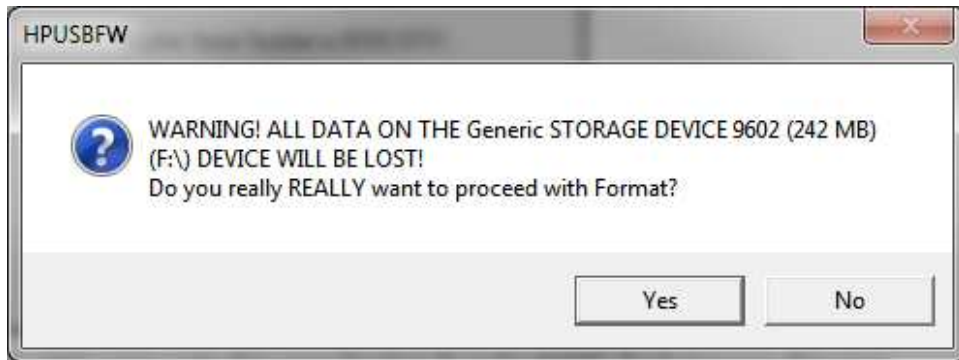 HPUSBFW
WARNING! ALL DATA ON THE Generic STORAGE DEVICE 9602 (242 MB)
(F:\) DEVICE WILL BE LOST!
Do you really REALLY want to proceed with Format?
Yes No